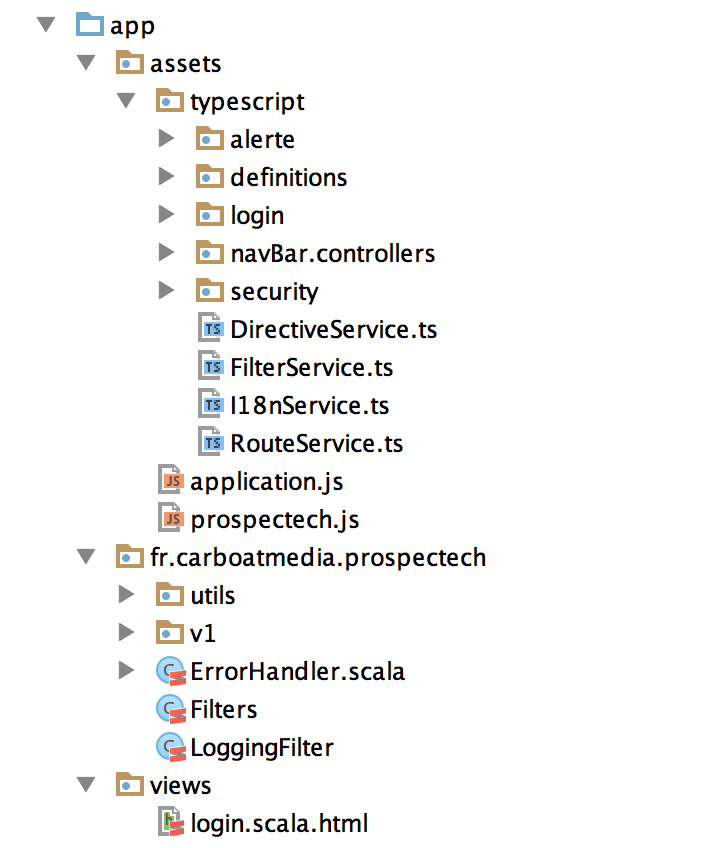 app
assets
typescript
alerte
definitions
login
navBar.controllers
security
TS DirectiveService.ts
TS FilterService.ts
TS I18nService.ts
TS RouteService.ts
JS application.js
JS prospectech.js
fr.carboatmedia.prospectech
utils
v1
C ErrorHandler.scala
C Filters
C LoggingFilter
views
h login.scala.html